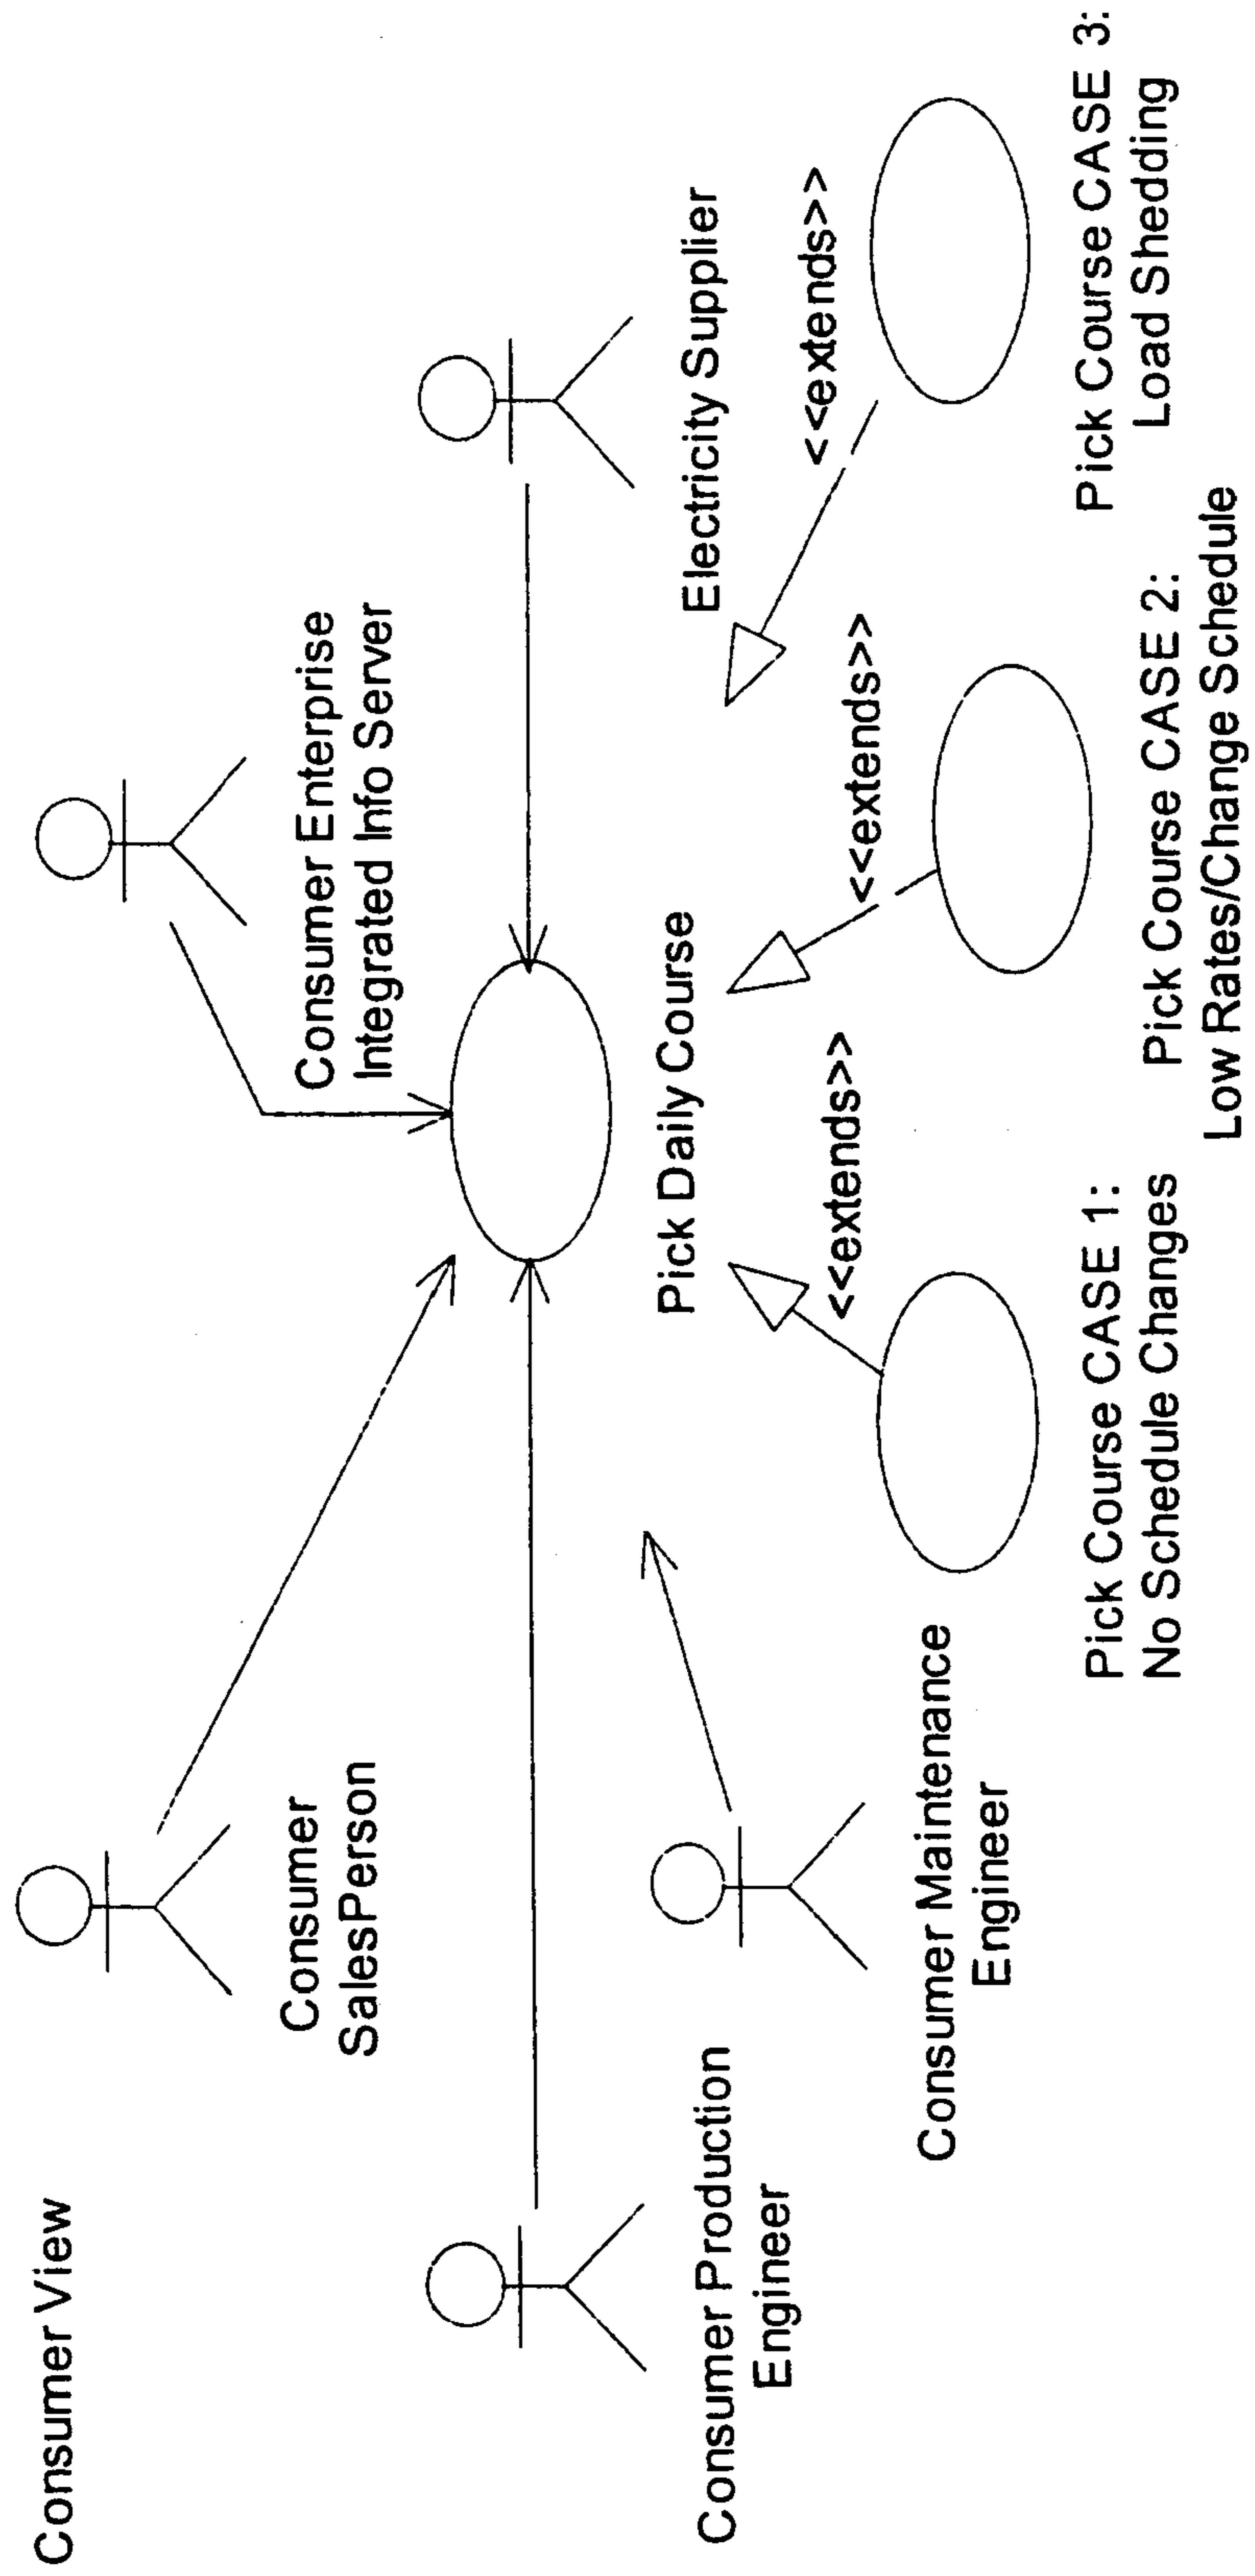 Consumer View
Consumer
SalesPerson
Consumer Enterprise
Integrated Info Server
Consumer Production
Engineer
Pick Daily Course
Electricity Supplier
Consumer Maintenance
Engineer
<<extends>>
<<extends>>
<<extends>>
Pick Course CASE 1:
No Schedule Changes
Pick Course CASE 2:
Low Rates/Change Schedule
Pick Course CASE 3:
Load Shedding